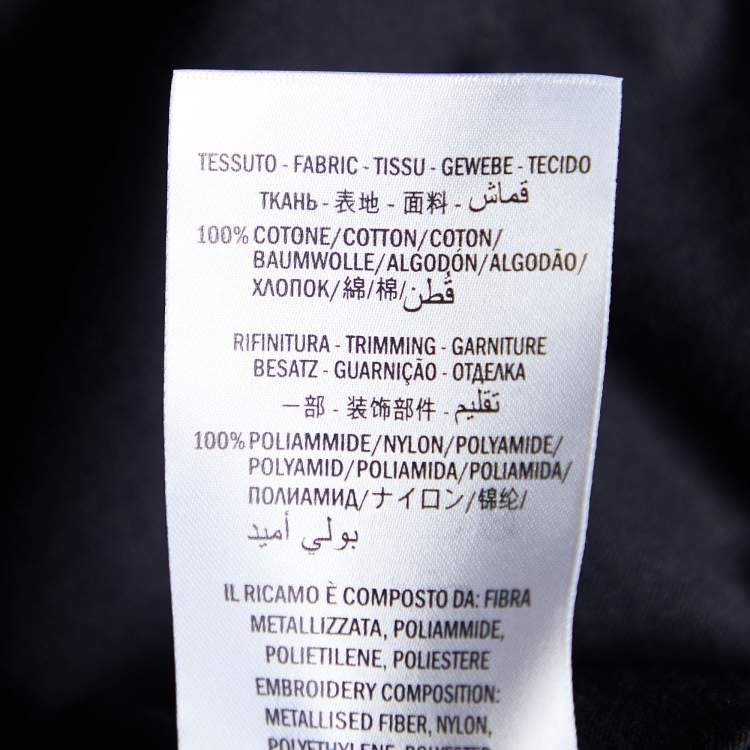 TESSUTO - FABRIC - TISSU - GEWEBE - TECIDO
ТКАНЬ - 表地 - 面料 - قماش
100% COTONE/COTTON/COTON/
BAUMWOLLE/ALGODÓN/ALGODÃO/
ХЛОПОК/綿/棉/قُطن
RIFINITURA - TRIMMING - GARNITURE
BESATZ - GUARNIÇÃO - ОТДЕЛКА
一部 - 装饰部件 - تقليم
100% POLIAMMIDE/NYLON/POLYAMIDE/
POLYAMID/POLIAMIDA/POLIAMIDA/
ПОЛИАМИД/ナイロン/锦纶/
بولي أميد
IL RICAMO È COMPOSTO DA: FIBRA
METALLIZZATA, POLIAMMIDE,
POLIETILENE, POLIESTERE
EMBROIDERY COMPOSITION:
METALLISED FIBER, NYLON,
POLYETHYLENE, POLYESTER